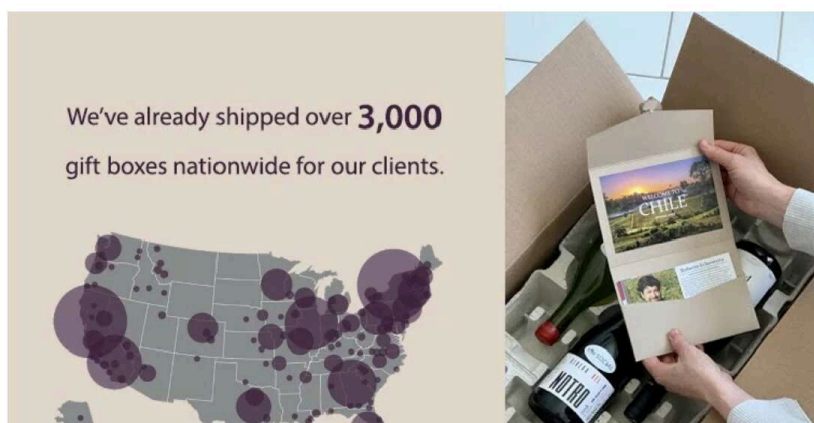 We've already shipped over 3,000
gift boxes nationwide for our clients.
WELCOME TO
CHILE
NOTRO